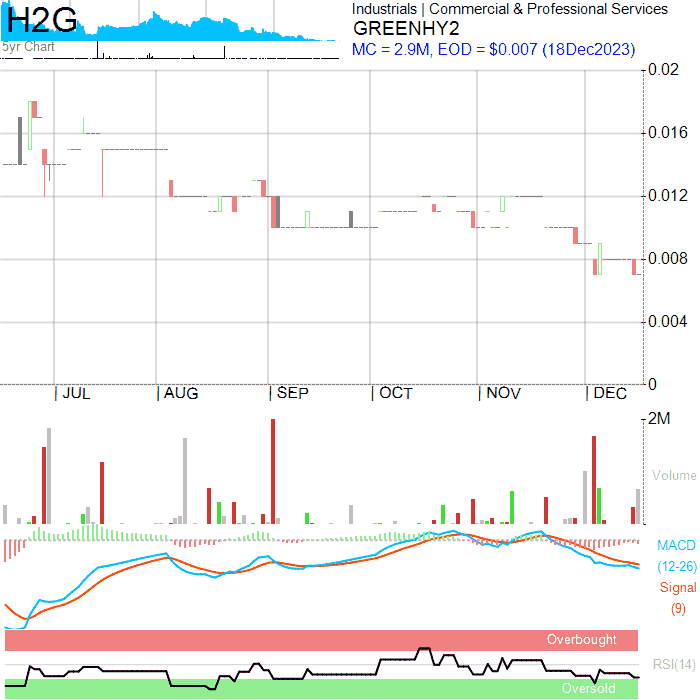 H2G
5yr Chart
Industrials | Commercial & Professional Services
GREENHY2
MC = 2.9M, EOD = $0.007 (18Dec2023)
0.02
0.016
0.012
0.008
0.004
0
| JUL | AUG | SEP | OCT | NOV | DEC
2M
Volume
MACD
(12-26)
Signal
(9)
Overbought
RSI(14)
Oversold